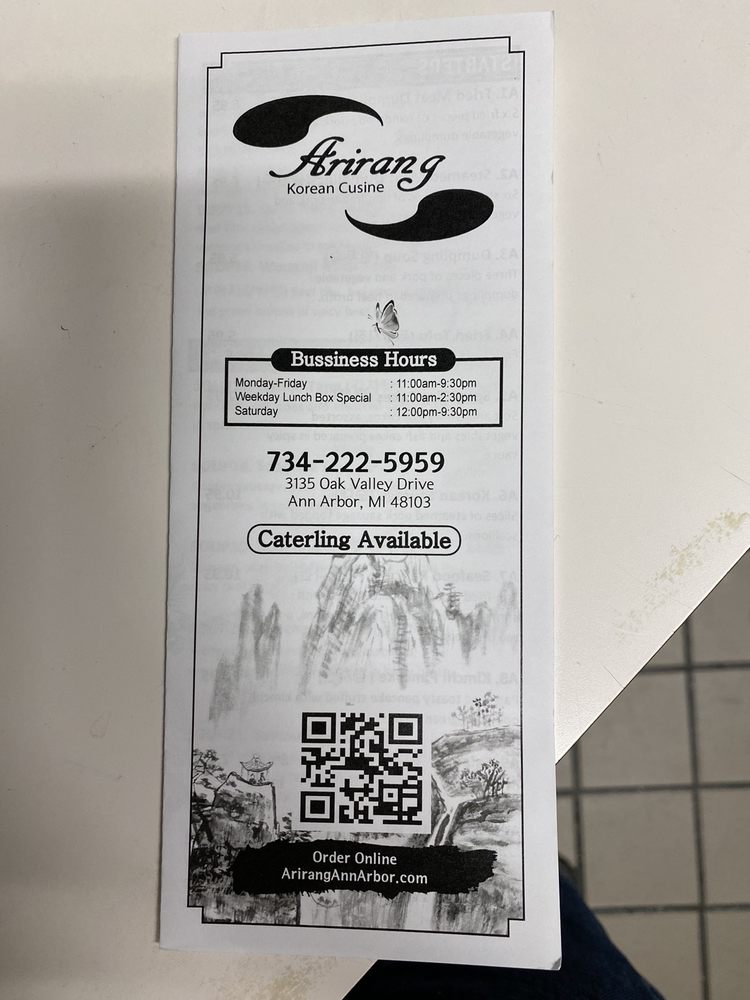 Arirang
Korean Cusine
Bussiness Hours
Monday-Friday : 11:00am-9:30pm
Weekday Lunch Box Special : 11:00am-2:30pm
Saturday : 12:00pm-9:30pm
734-222-5959
3135 Oak Valley Drive
Ann Arbor, MI 48103
Caterling Available
Order Online
ArirangAnnArbor.com